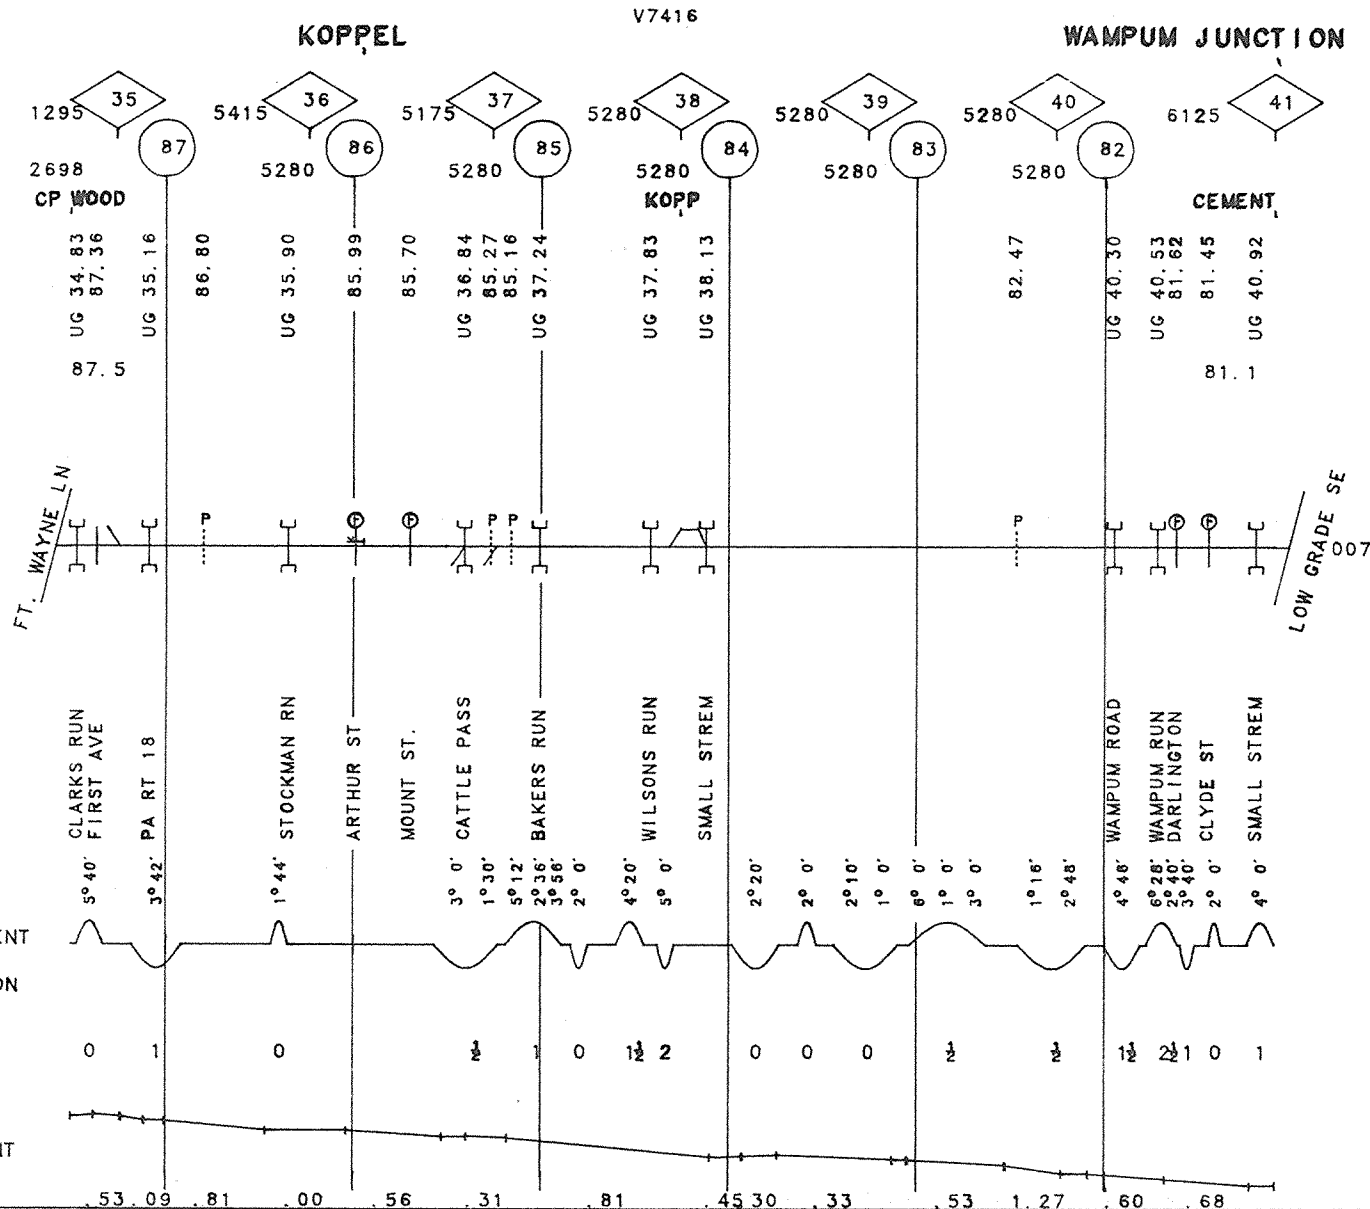 V7416
KOPPEL WAMPUM JUNCTION
35 36 37 38 39 40 41
1295 5415 5175 5280 5280 5280 6125
87 86 85 84 83 82
2698 5280 5280 5280 5280 5280
CP WOOD KOPP CEMENT
UG 34.83
87.36
UG 35.16
86.80
UG 35.90
85.99
85.70
UG 36.84
85.27
85.16
UG 37.24
UG 37.83
UG 38.13
82.47
UG 40.30
UG 40.53
81.62
81.45
UG 40.92
87.5 81.1
FT. WAYNE LN
P F F P P P F F
K
LOW GRADE SE
007
CLARKS RUN
FIRST AVE
PA RT 18
STOCKMAN RN
ARTHUR ST
MOUNT ST.
CATTLE PASS
BAKERS RUN
WILSONS RUN
SMALL STREM
WAMPUM ROAD
WAMPUM RUN
DARLINGTON
CLYDE ST
SMALL STREM
5°40' 3°42' 1°44' 3° 0' 1°30' 5°12' 2°36' 3°56' 2° 0' 4°20' 5° 0' 2°20' 2° 0' 2°10' 1° 0' 6° 0' 1° 0' 3° 0' 1°16' 2°48' 4°48' 6°28' 2°40' 3°40' 2° 0' 4° 0'
NT
ON
0 1 0 ½ 1 0 1½ 2 0 0 0 ½ ½ 1½ 2½ 1 0 1
NT
.53 .09 .81 .00 .56 .31 .81 .45 .30 .33 .53 1.27 .60 .68